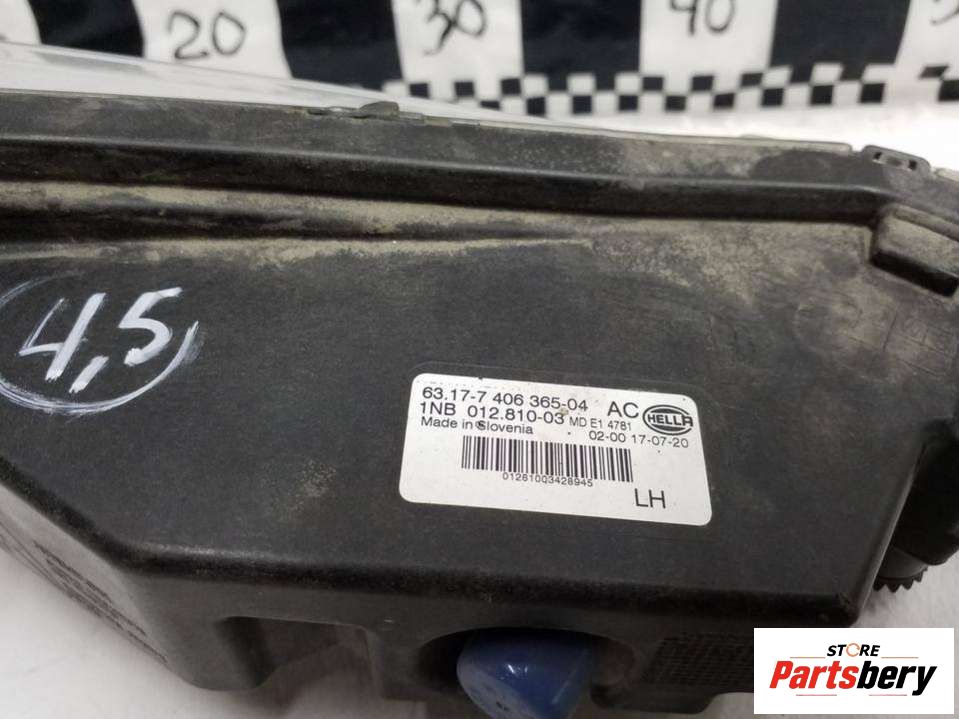 20
30
40
4,5
63.17-7 406 365-04 AC
1NB 012.810-03 MD E1 4781
HELLA
Made in Slovenia 02-00 17-07-20
01261003428945
LH
STORE
Partsbery